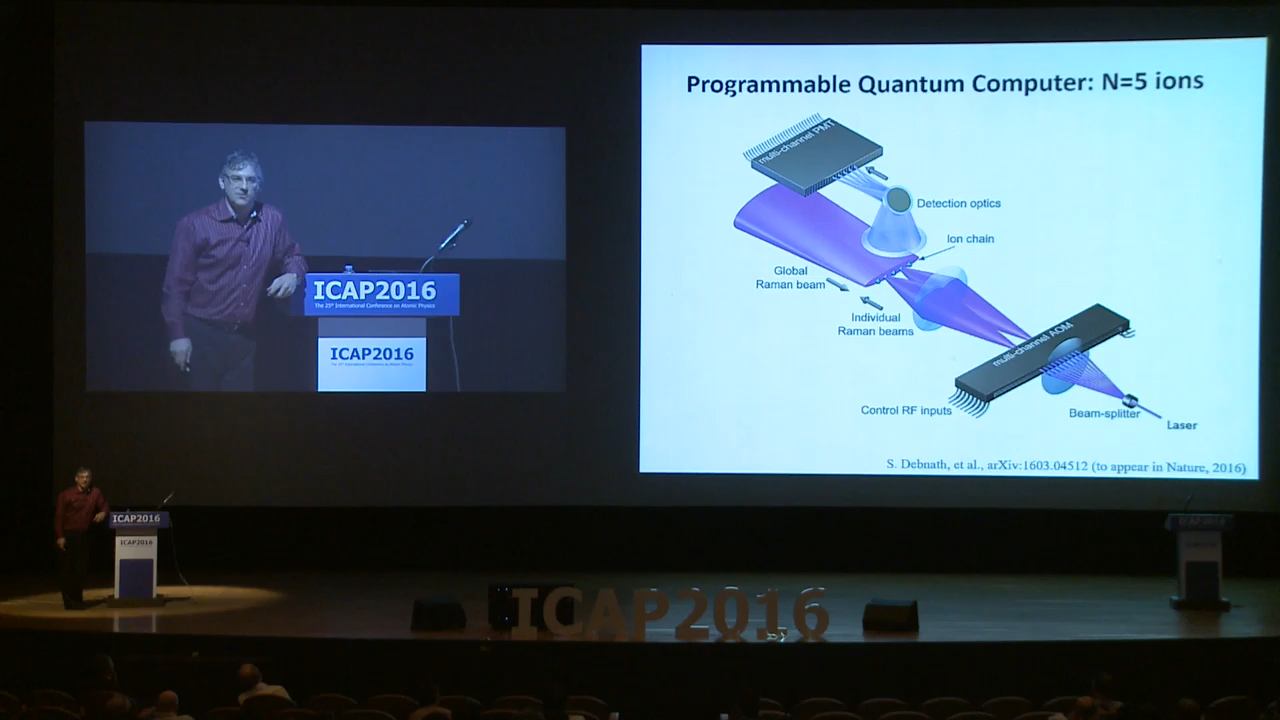 Programmable Quantum Computer: N=5 ions
multi-channel PMT
Detection optics
Ion chain
Global
Raman beam
Individual
Raman beams
multi-channel AOM
Control RF inputs
Beam-splitter
Laser
S. Debnath, et al., arXiv:1603.04512 (to appear in Nature, 2016)
ICAP2016
The 25th International Conference on Atomic Physics
ICAP2016
ICAP2016
ICAP2016
ICAP2016